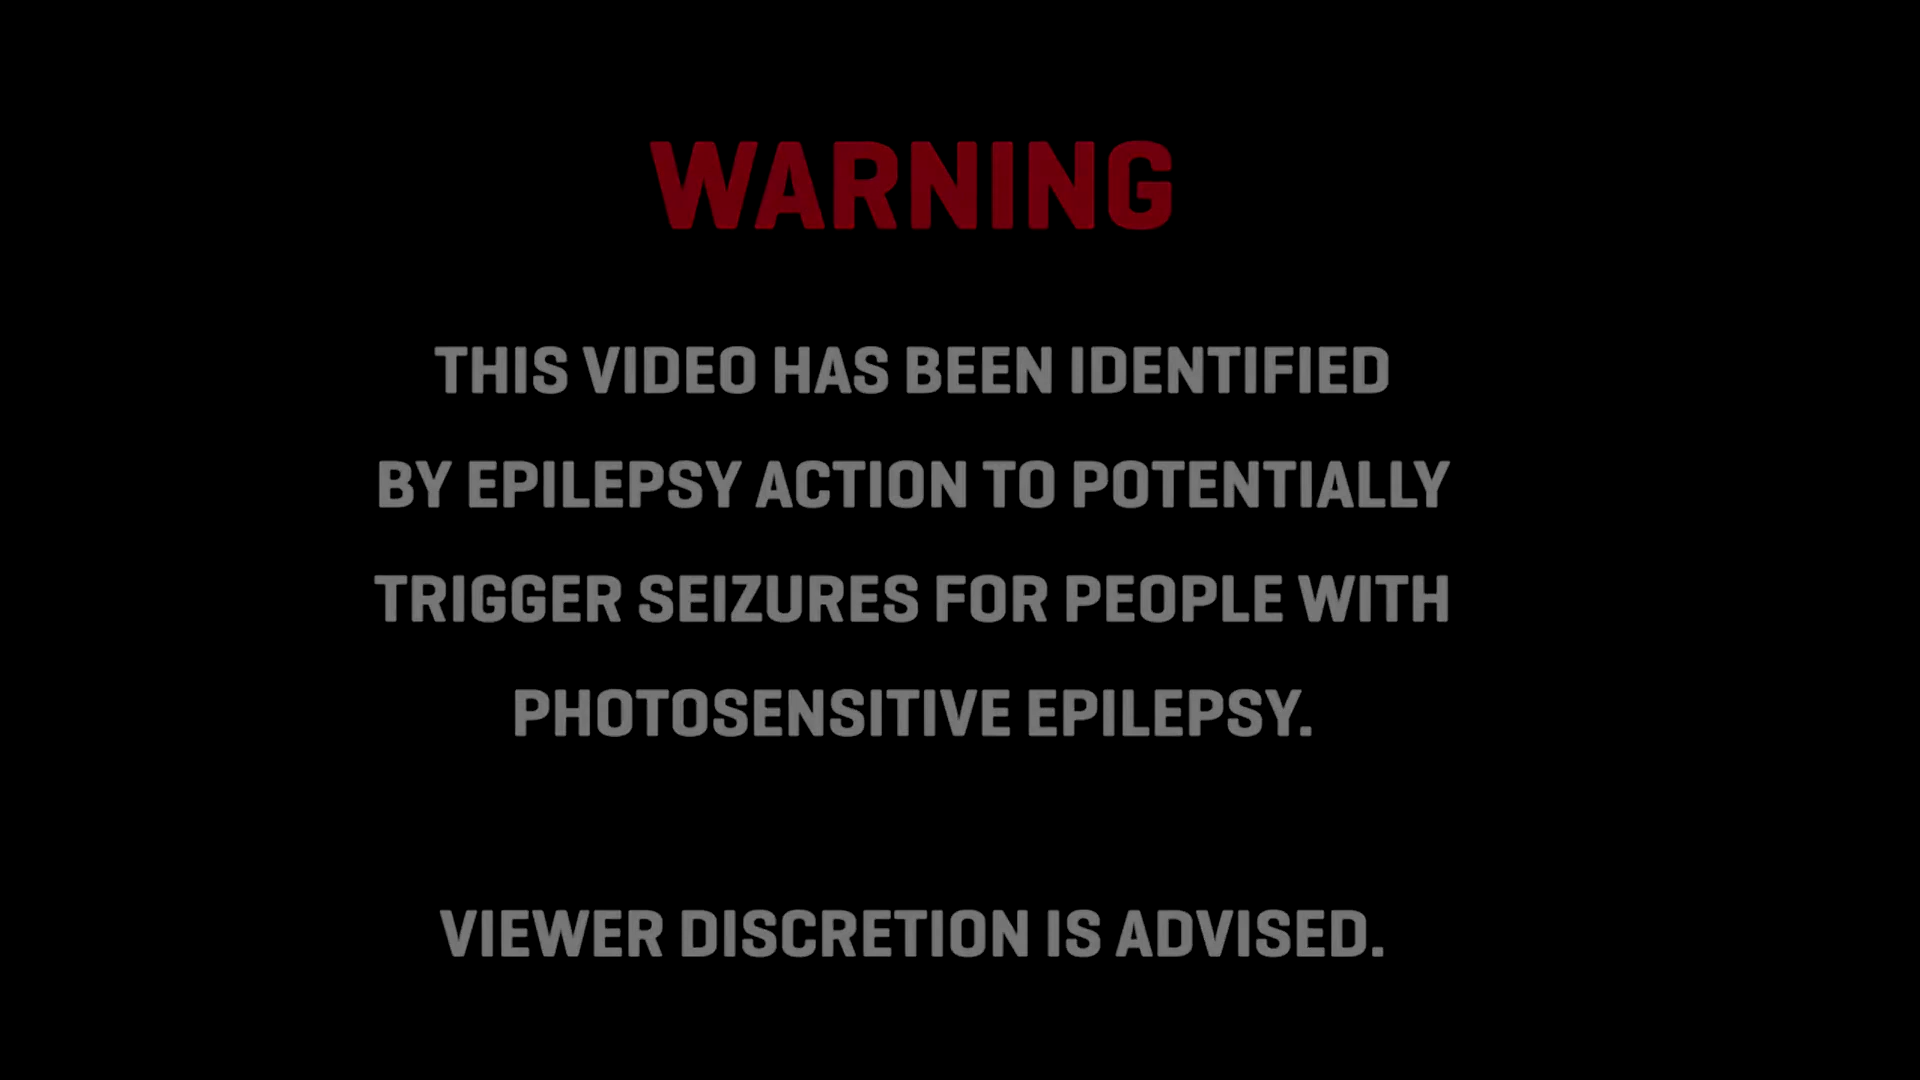 WARNING
THIS VIDEO HAS BEEN IDENTIFIED
BY EPILEPSY ACTION TO POTENTIALLY
TRIGGER SEIZURES FOR PEOPLE WITH
PHOTOSENSITIVE EPILEPSY.
VIEWER DISCRETION IS ADVISED.